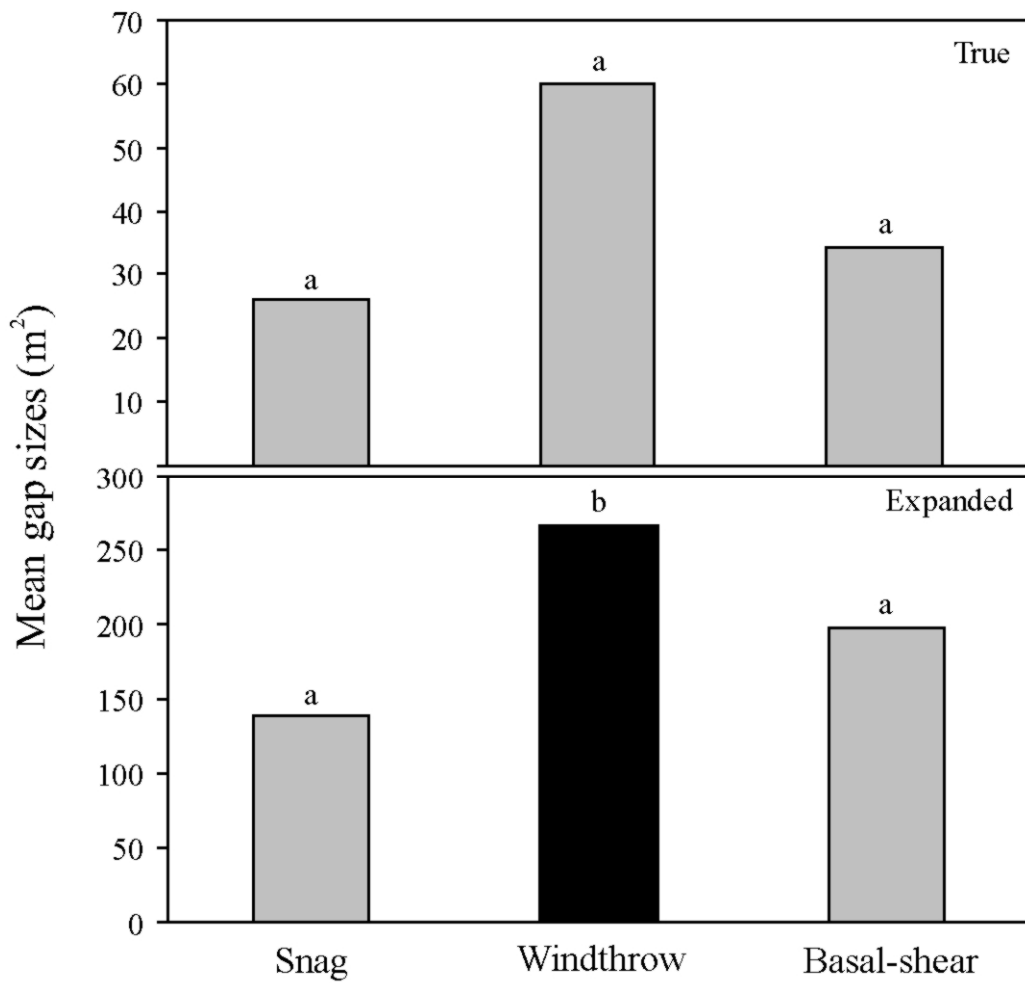 Mean gap sizes (m²)
70
60
50
40
30
20
10
True
a
a
a
300
250
200
150
100
50
0
Expanded
a
b
a
Snag
Windthrow
Basal-shear